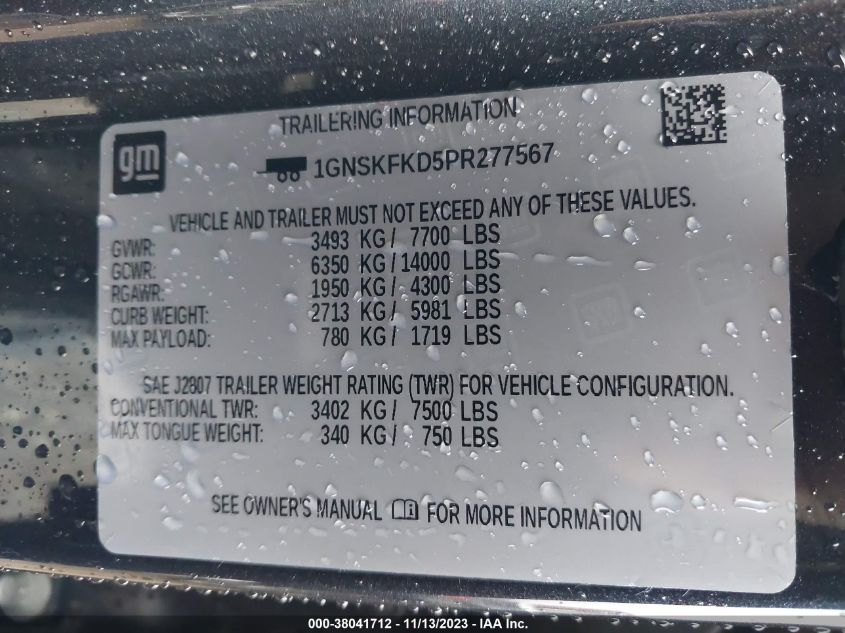 gm
TRAILERING INFORMATION
1GNSKFKD5PR277567
VEHICLE AND TRAILER MUST NOT EXCEED ANY OF THESE VALUES.
GVWR: 3493 KG/ 7700 LBS
GCWR: 6350 KG/14000 LBS
RGAWR: 1950 KG/ 4300 LBS
CURB WEIGHT: 2713 KG/ 5981 LBS
MAX PAYLOAD: 780 KG/ 1719 LBS
SAE J2807 TRAILER WEIGHT RATING (TWR) FOR VEHICLE CONFIGURATION.
CONVENTIONAL TWR: 3402 KG/ 7500 LBS
MAX TONGUE WEIGHT: 340 KG/ 750 LBS
SEE OWNER'S MANUAL FOR MORE INFORMATION
000-38041712 - 11/13/2023 - IAA Inc.